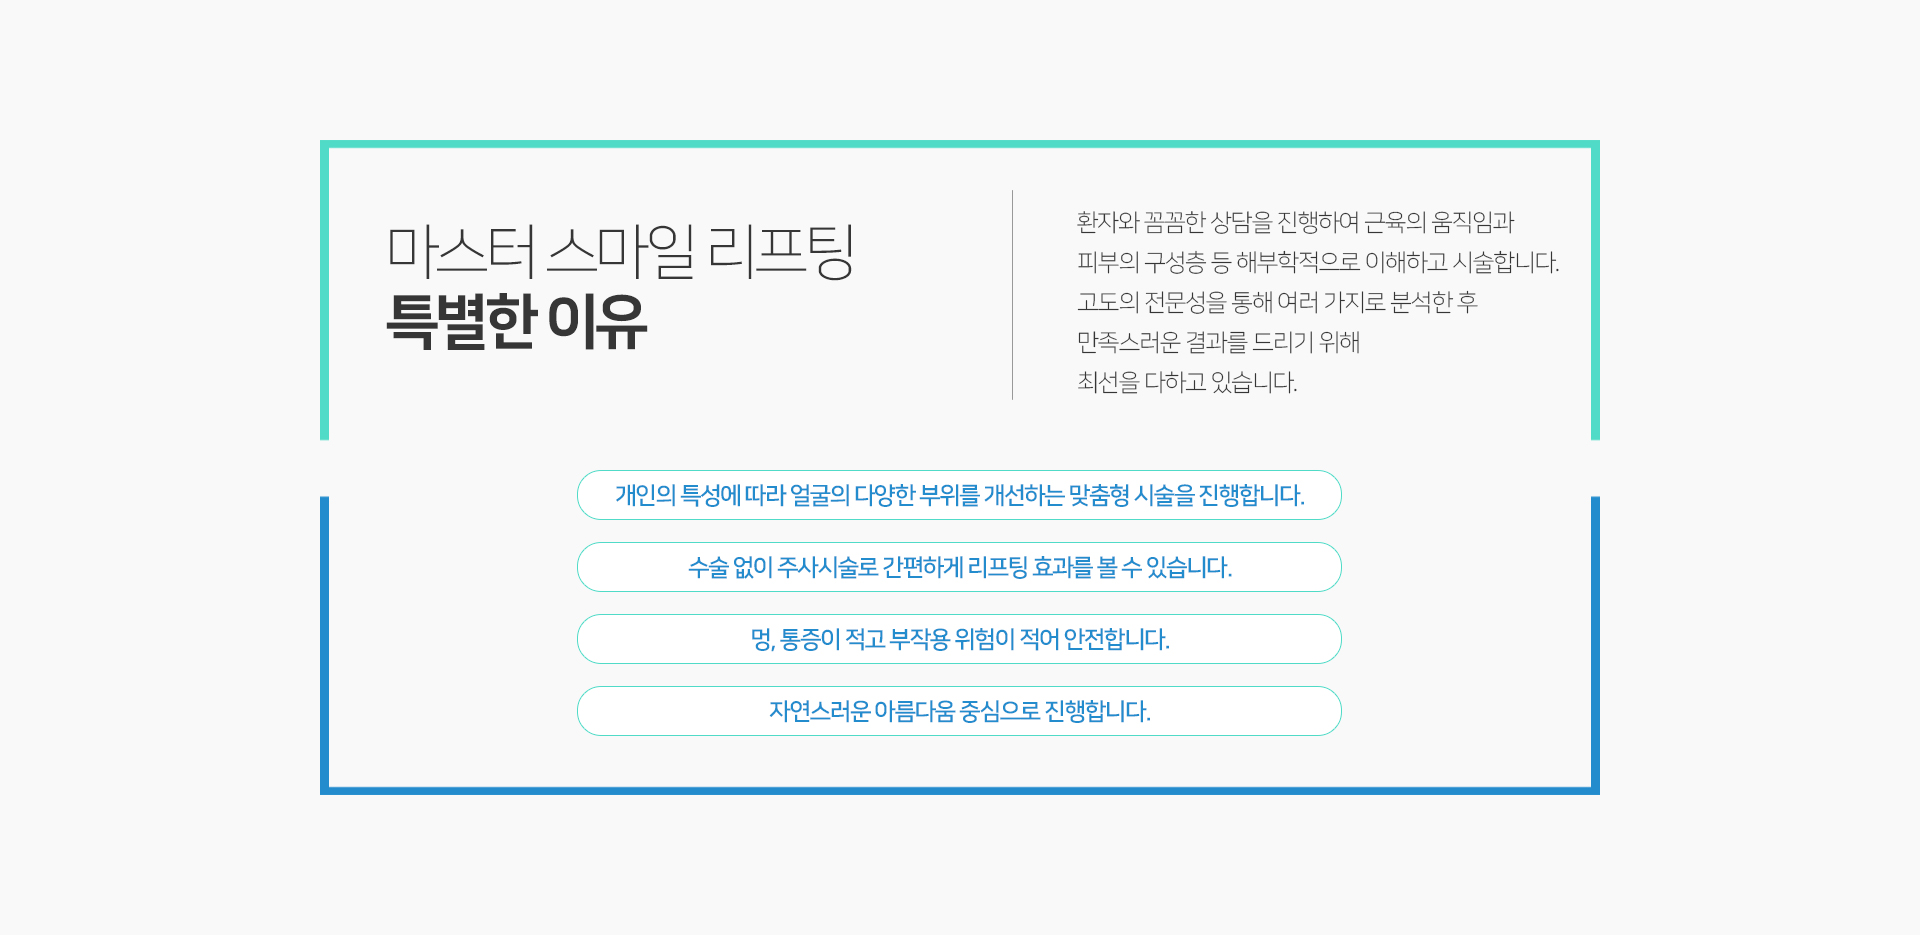 마스터 스마일 리프팅
특별한 이유
환자와 꼼꼼한 상담을 진행하여 근육의 움직임과
피부의 구성층 등 해부학적으로 이해하고 시술합니다.
고도의 전문성을 통해 여러 가지로 분석한 후
만족스러운 결과를 드리기 위해
최선을 다하고 있습니다.
개인의 특성에 따라 얼굴의 다양한 부위를 개선하는 맞춤형 시술을 진행합니다.
수술 없이 주사시술로 간편하게 리프팅 효과를 볼 수 있습니다.
멍, 통증이 적고 부작용 위험이 적어 안전합니다.
자연스러운 아름다움 중심으로 진행합니다.